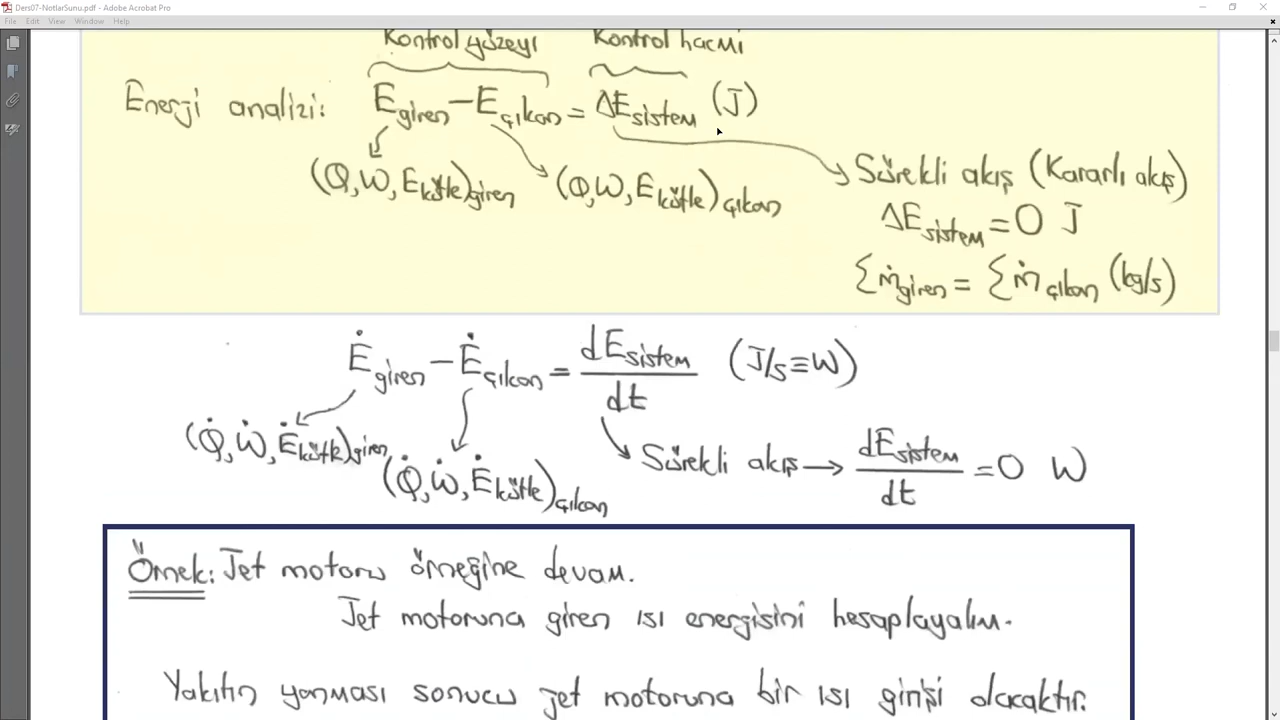 Ders07-NotlarSunu.pdf - Adobe Acrobat Pro
File Edit View Window Help
Kontrol yüzeyi Kontrol hacmi
Enerji analizi: E giren − E çıkan = ΔE sistem (J)
(Q, W, E kütle) giren (Q, W, E kütle) çıkan
Sürekli akış (Kararlı akış)
ΔE sistem = 0 J
Σṁ giren = Σṁ çıkan (kg/s)
Ė giren − Ė çıkan = dE sistem / dt (J/s ≡ W)
(Q̇, Ẇ, Ė kütle) giren
(Q̇, Ẇ, Ė kütle) çıkan
Sürekli akış → dE sistem / dt = 0 W
Örnek: Jet motoru örneğine devam.
Jet motoruna giren ısı energisini hesaplayalım.
Yakıtın yanması sonucu jet motoruna bir ısı girişi olacaktır.